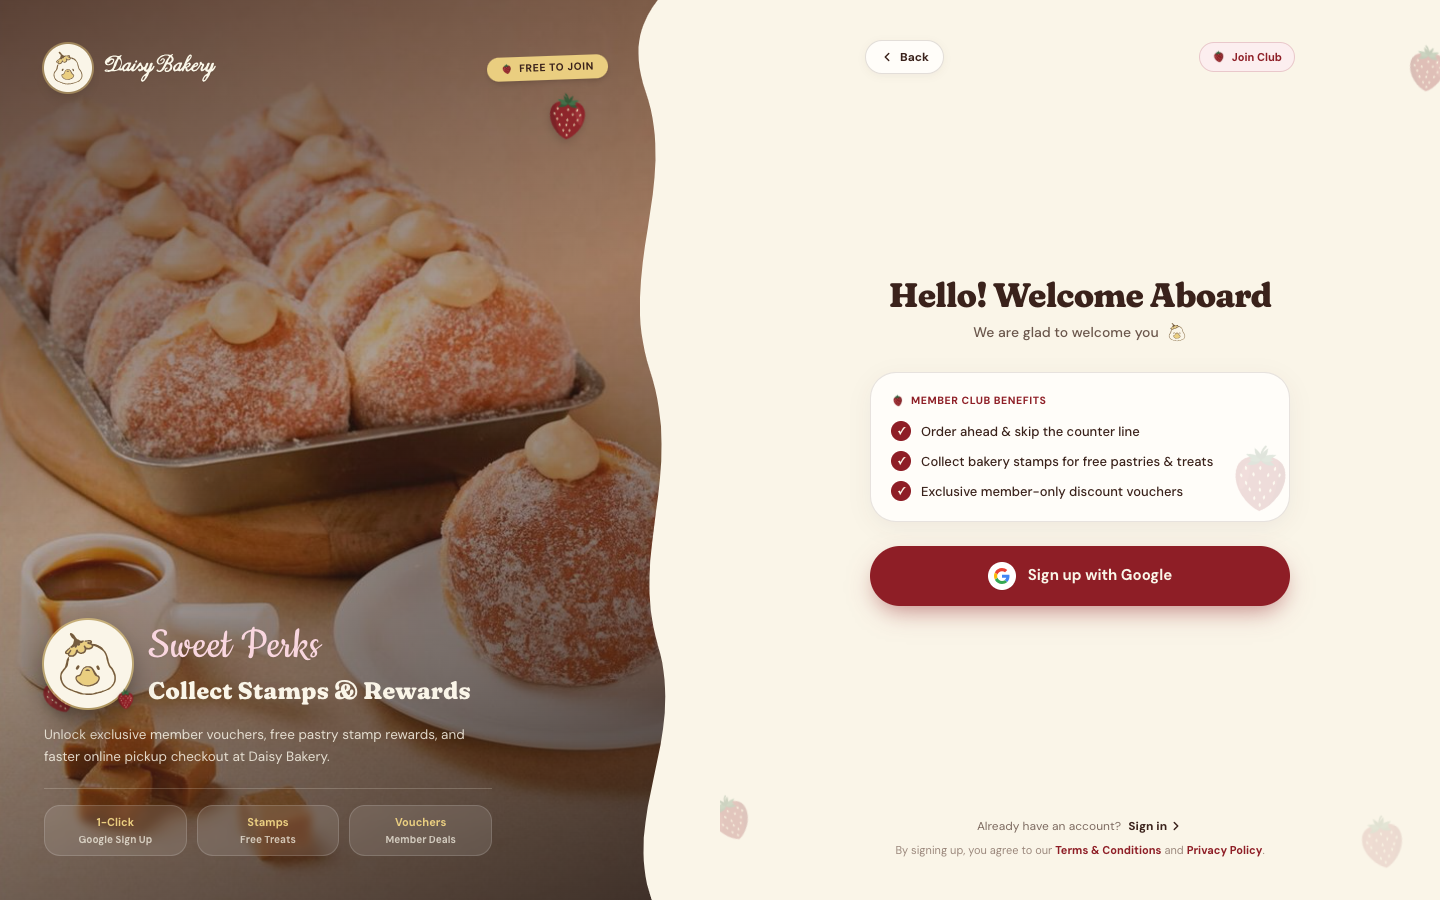 Daisy Bakery
FREE TO JOIN
Sweet Perks
Collect Stamps & Rewards
Unlock exclusive member vouchers, free pastry stamp rewards, and
faster online pickup checkout at Daisy Bakery.
1-Click
Google Sign Up
Stamps
Free Treats
Vouchers
Member Deals
Back
Join Club
Hello! Welcome Aboard
We are glad to welcome you
MEMBER CLUB BENEFITS
Order ahead & skip the counter line
Collect bakery stamps for free pastries & treats
Exclusive member-only discount vouchers
Sign up with Google
Already have an account? Sign in
By signing up, you agree to our Terms & Conditions and Privacy Policy.